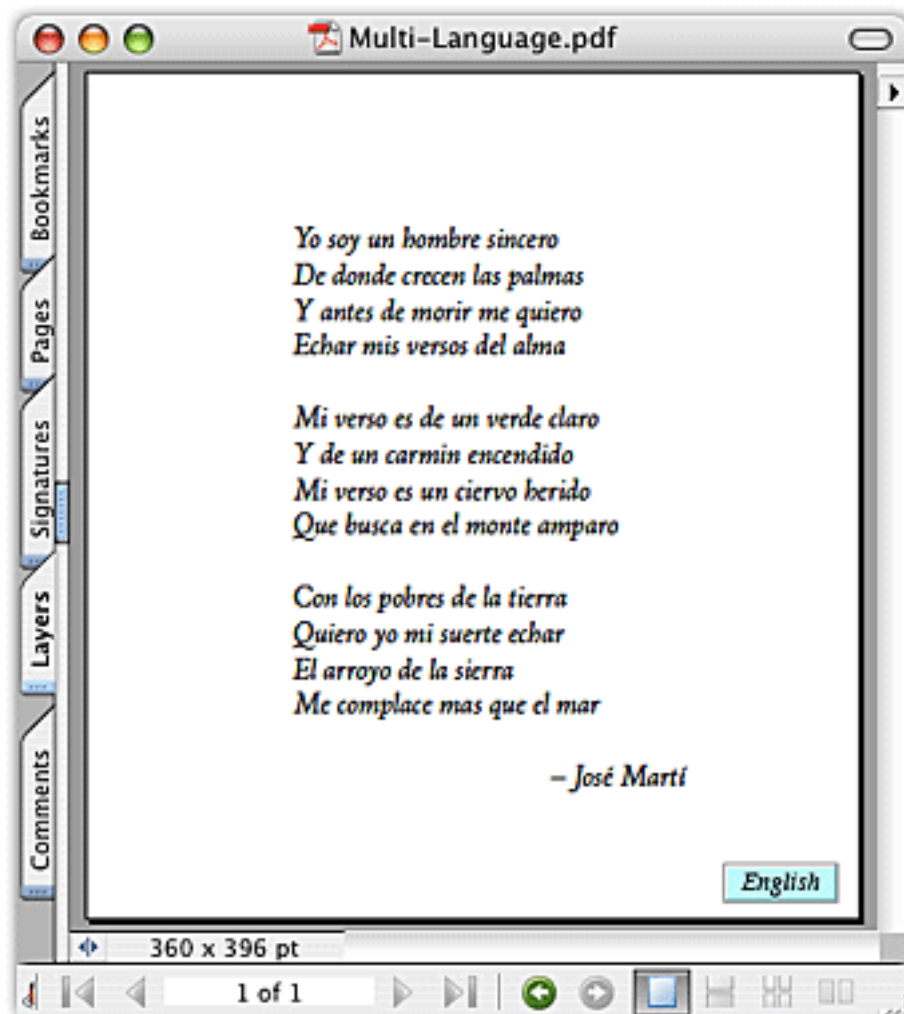 Multi-Language.pdf
Bookmarks
Pages
Signatures
Layers
Comments
Yo soy un hombre sincero
De donde crecen las palmas
Y antes de morir me quiero
Echar mis versos del alma
Mi verso es de un verde claro
Y de un carmin encendido
Mi verso es un ciervo herido
Que busca en el monte amparo
Con los pobres de la tierra
Quiero yo mi suerte echar
El arroyo de la sierra
Me complace mas que el mar
– José Martí
English
360 x 396 pt
1 of 1